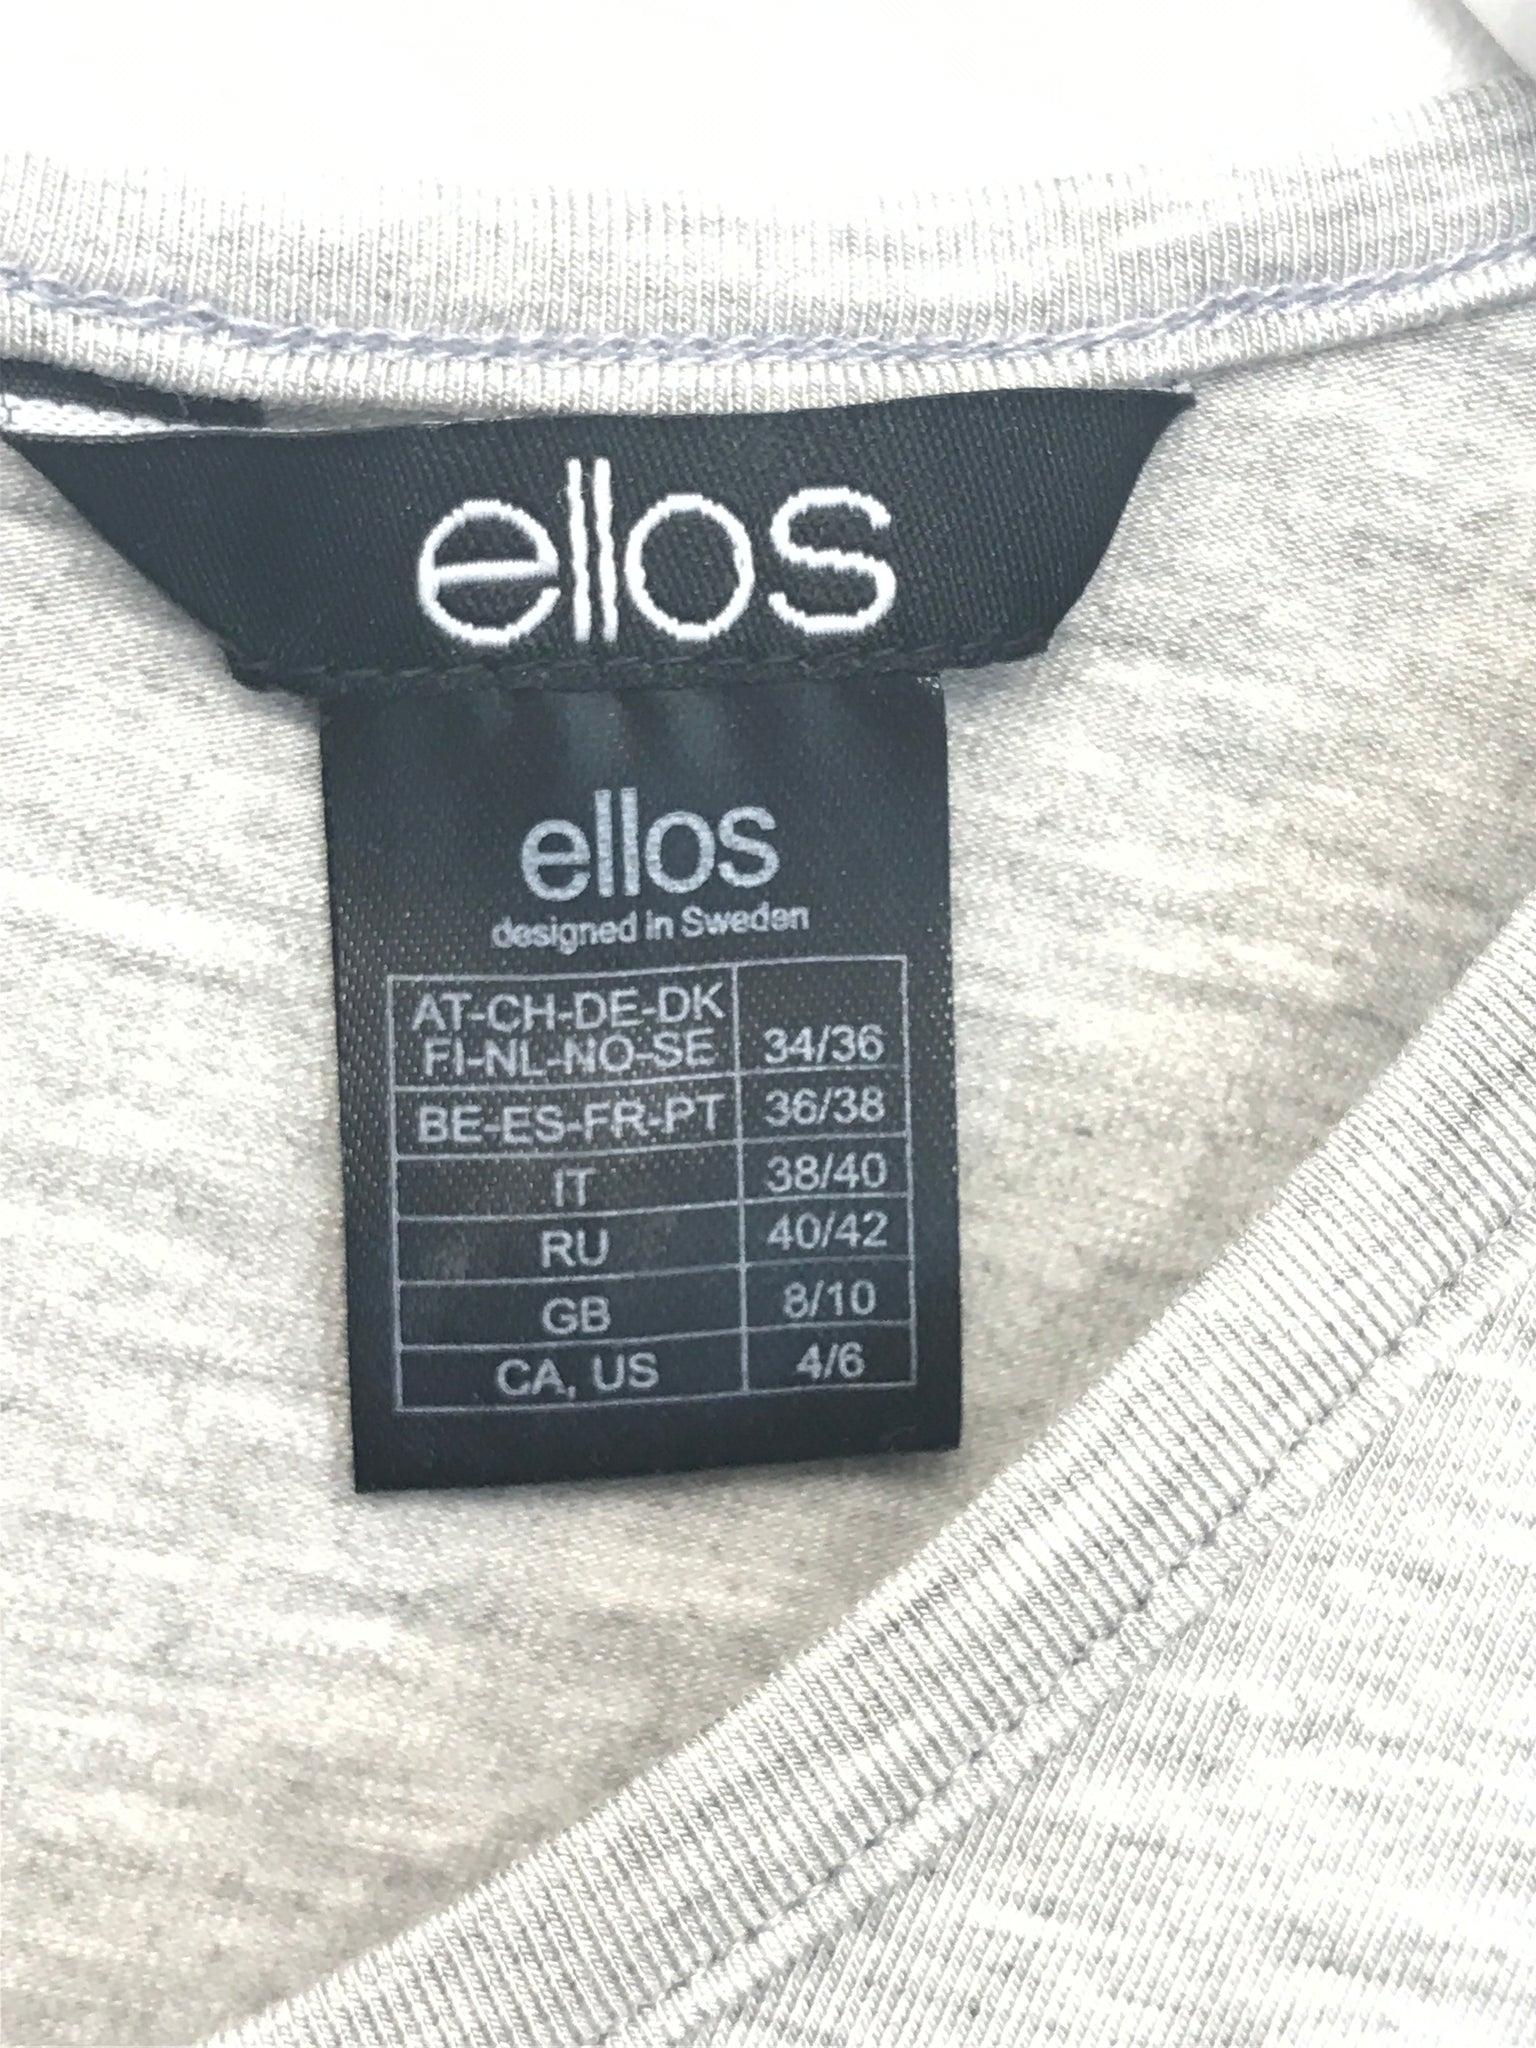 ellos
ellos
designed in Sweden
AT-CH-DE-DK
FI-NL-NO-SE 34/36
BE-ES-FR-PT 36/38
IT 38/40
RU 40/42
GB 8/10
CA, US 4/6